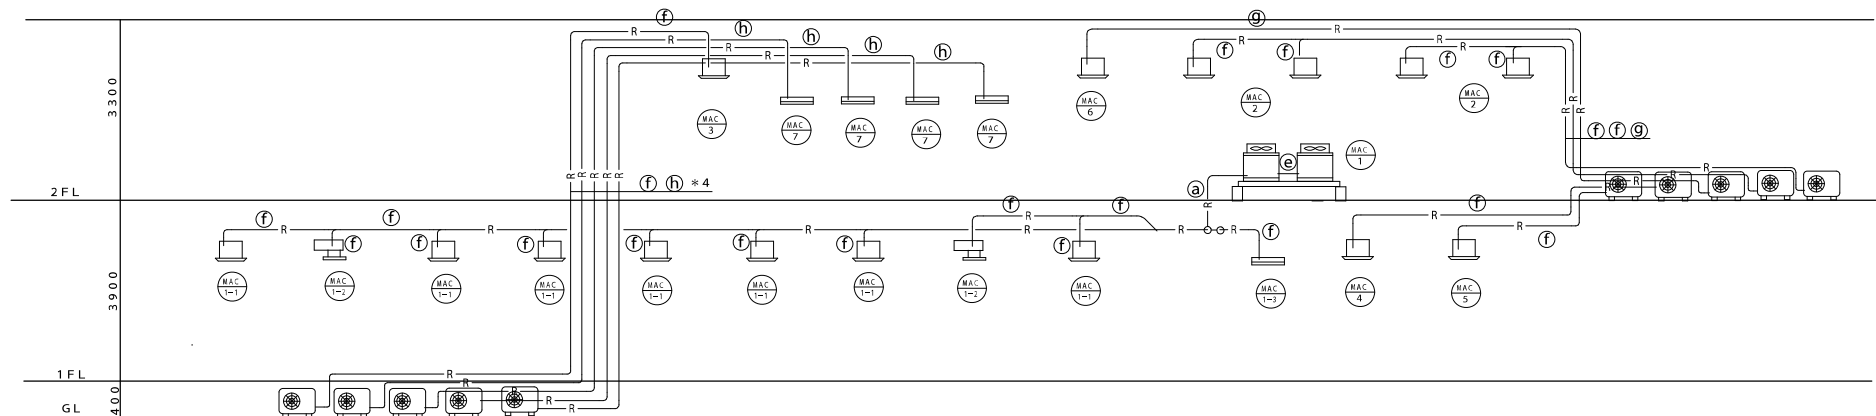 ⓕ ⓗ ⓗ ⓗ ⓗ ⓖ
R R R R R
R R R
ⓕ ⓕ ⓕ ⓕ
3300
MAC 3
MAC 7
MAC 7
MAC 7
MAC 7
MAC 6
MAC 2
MAC 2
R R R
ⓕ ⓕ ⓖ
MAC 1
ⓔ
R R R R R
ⓕ ⓗ *4
ⓐ
R
R R R
2FL
ⓕ ⓕ ⓕ ⓕ ⓕ
R R
R R R R R R R
ⓕ ⓕ ⓕ ⓕ ⓕ ⓕ ⓕ ⓕ ⓕ
3900
MAC 1-1
MAC 1-2
MAC 1-1
MAC 1-1
MAC 1-1
MAC 1-1
MAC 1-1
MAC 1-2
MAC 1-1
MAC 1-3
MAC 4
MAC 5
1FL
R R R R R
GL
400